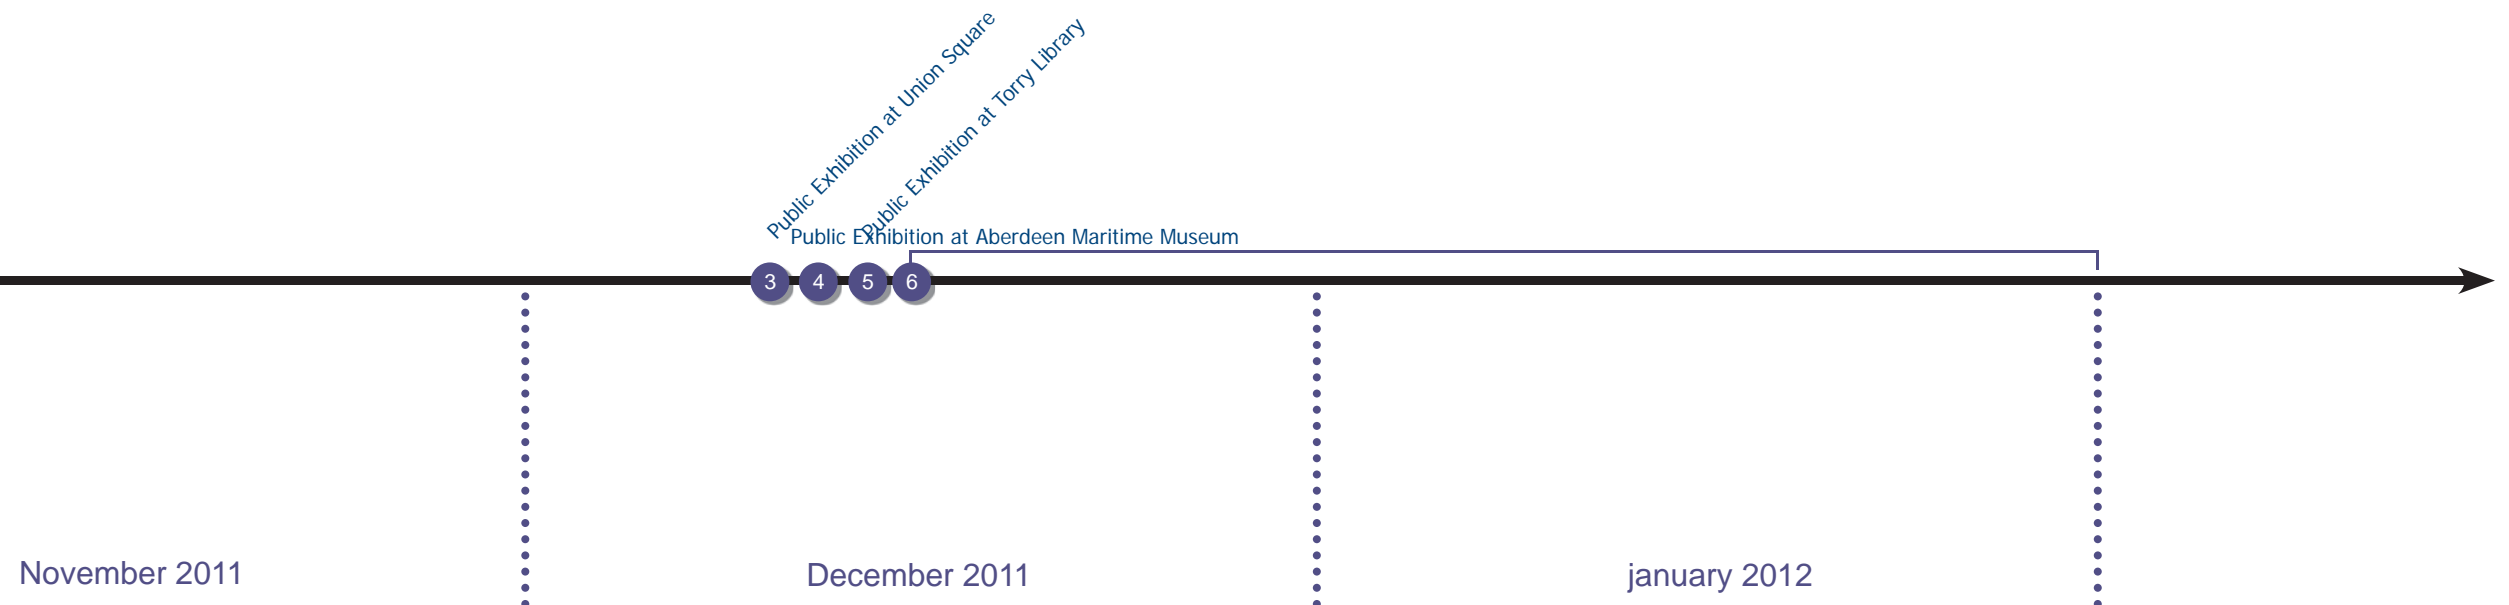 Public Exhibition at Union Square
Public Exhibition at Torry Library
Public Exhibition at Aberdeen Maritime Museum
3 4 5 6
November 2011 December 2011 january 2012